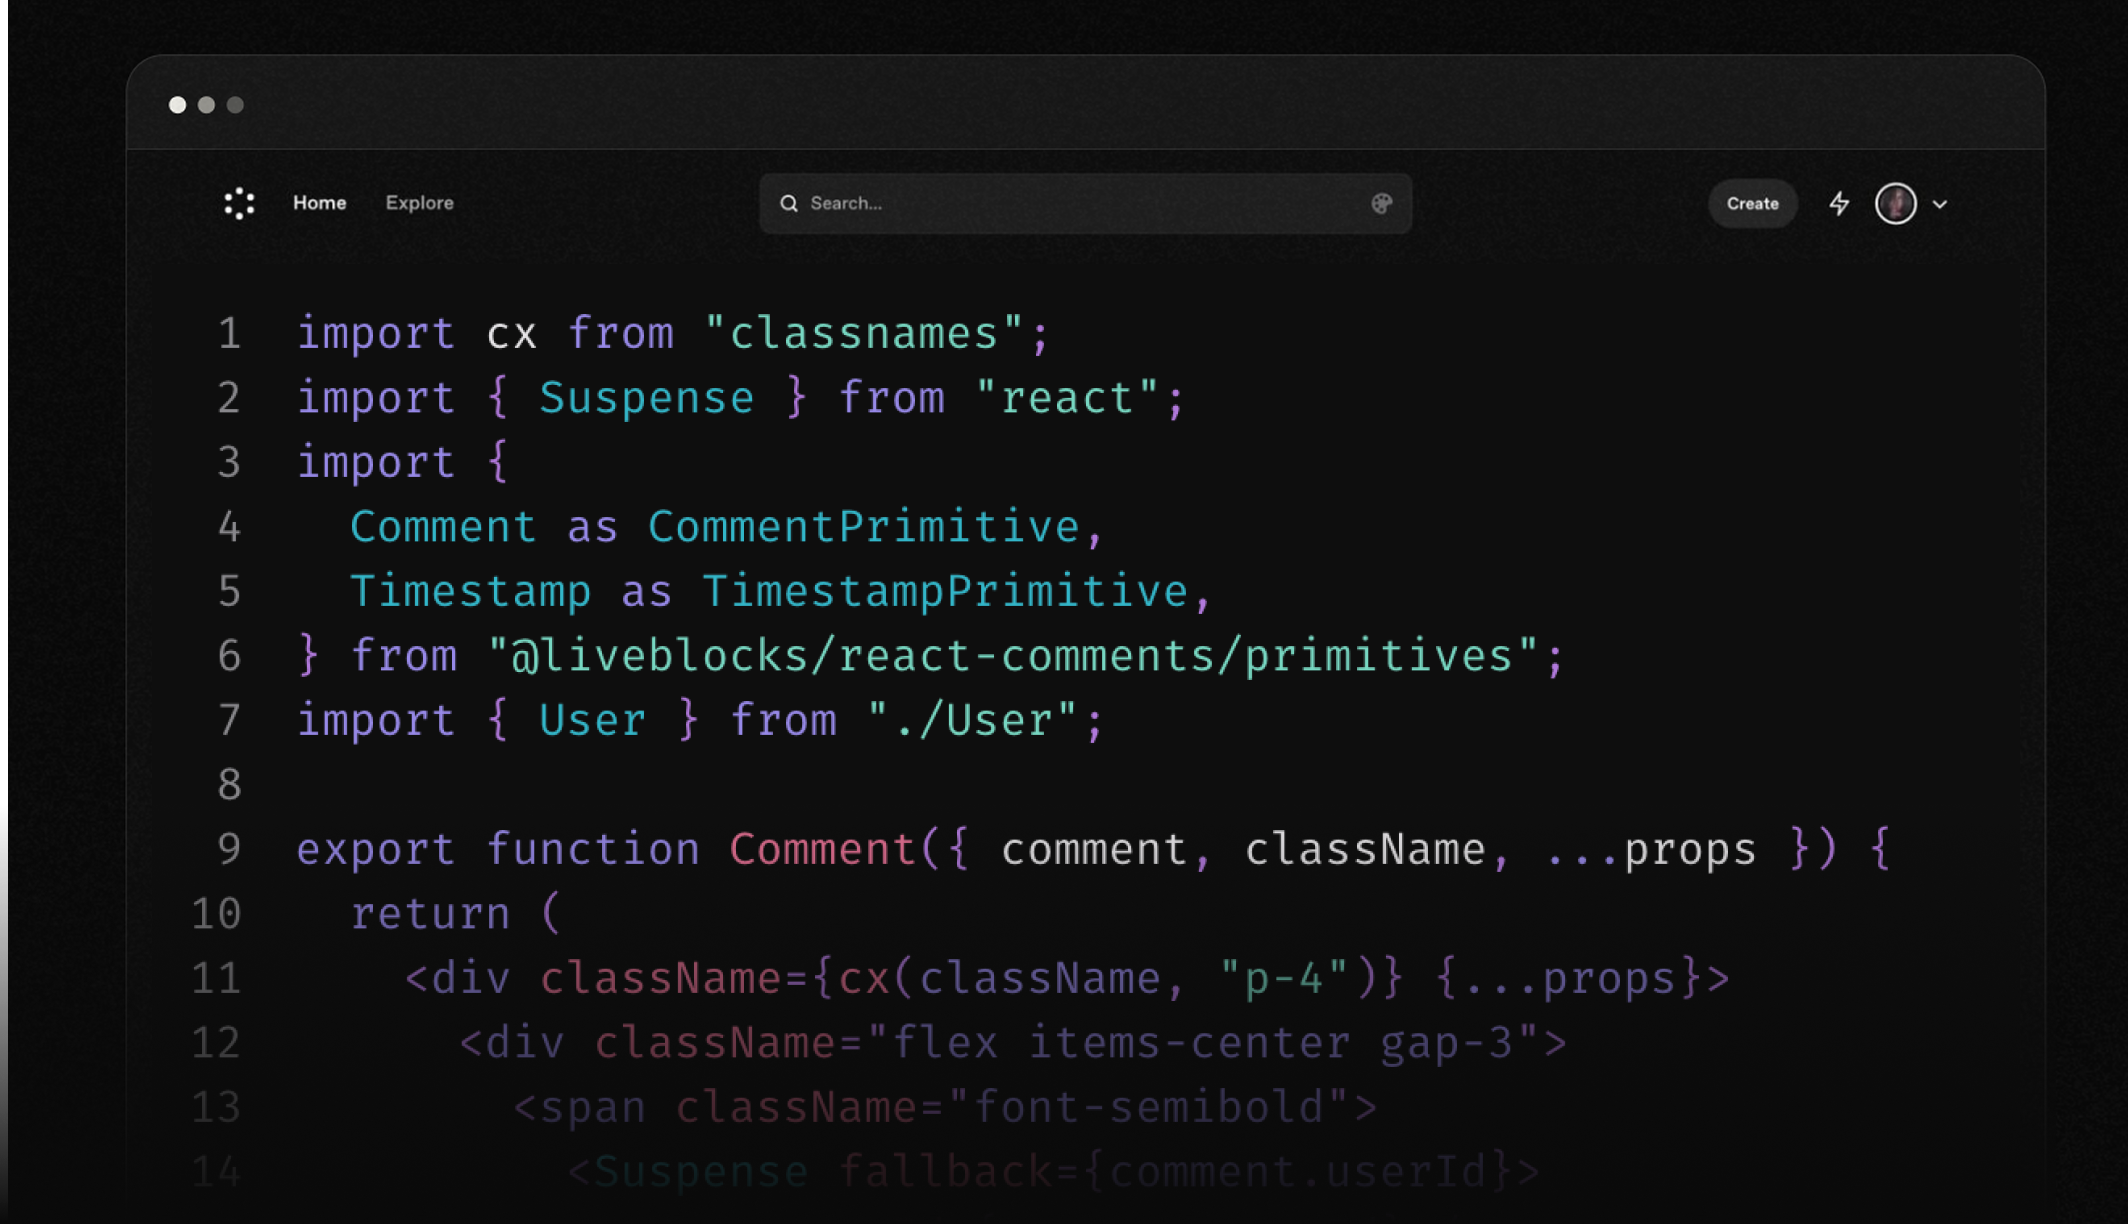 Home Explore Search... Create
1 import cx from "classnames";
2 import { Suspense } from "react";
3 import {
4   Comment as CommentPrimitive,
5   Timestamp as TimestampPrimitive,
6 } from "@liveblocks/react-comments/primitives";
7 import { User } from "./User";
8
9 export function Comment({ comment, className, ...props }) {
10   return (
11     <div className={cx(className, "p-4")} {...props}>
12       <div className="flex items-center gap-3">
13         <span className="font-semibold">
14           <Suspense fallback={comment.userId}>